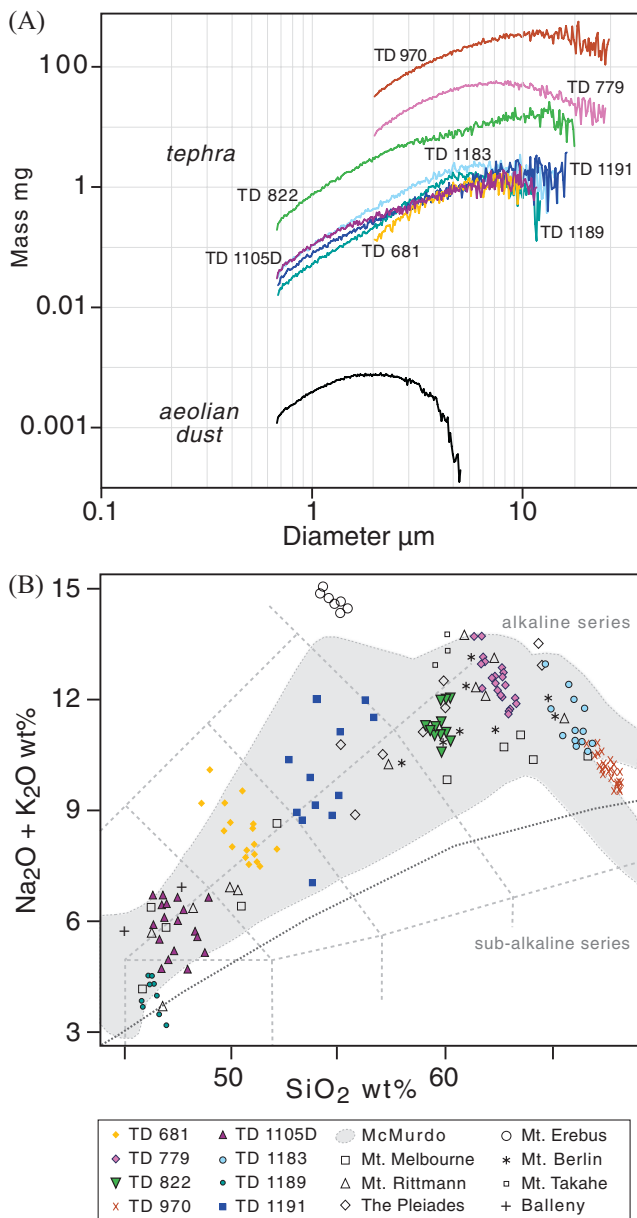 (A)
100
1
0.01
0.001
Mass mg
TD 970
TD 779
tephra
TD 1183
TD 1191
TD 822
TD 1105D
TD 681
TD 1189
aeolian
dust
0.1
1
10
Diameter µm
(B)
15
12
9
6
3
Na₂O + K₂O wt%
alkaline series
sub-alkaline series
50
60
SiO₂ wt%
TD 681
TD 1105D
McMurdo
Mt. Erebus
TD 779
TD 1183
Mt. Melbourne
Mt. Berlin
TD 822
TD 1189
Mt. Rittmann
Mt. Takahe
TD 970
TD 1191
The Pleiades
Balleny